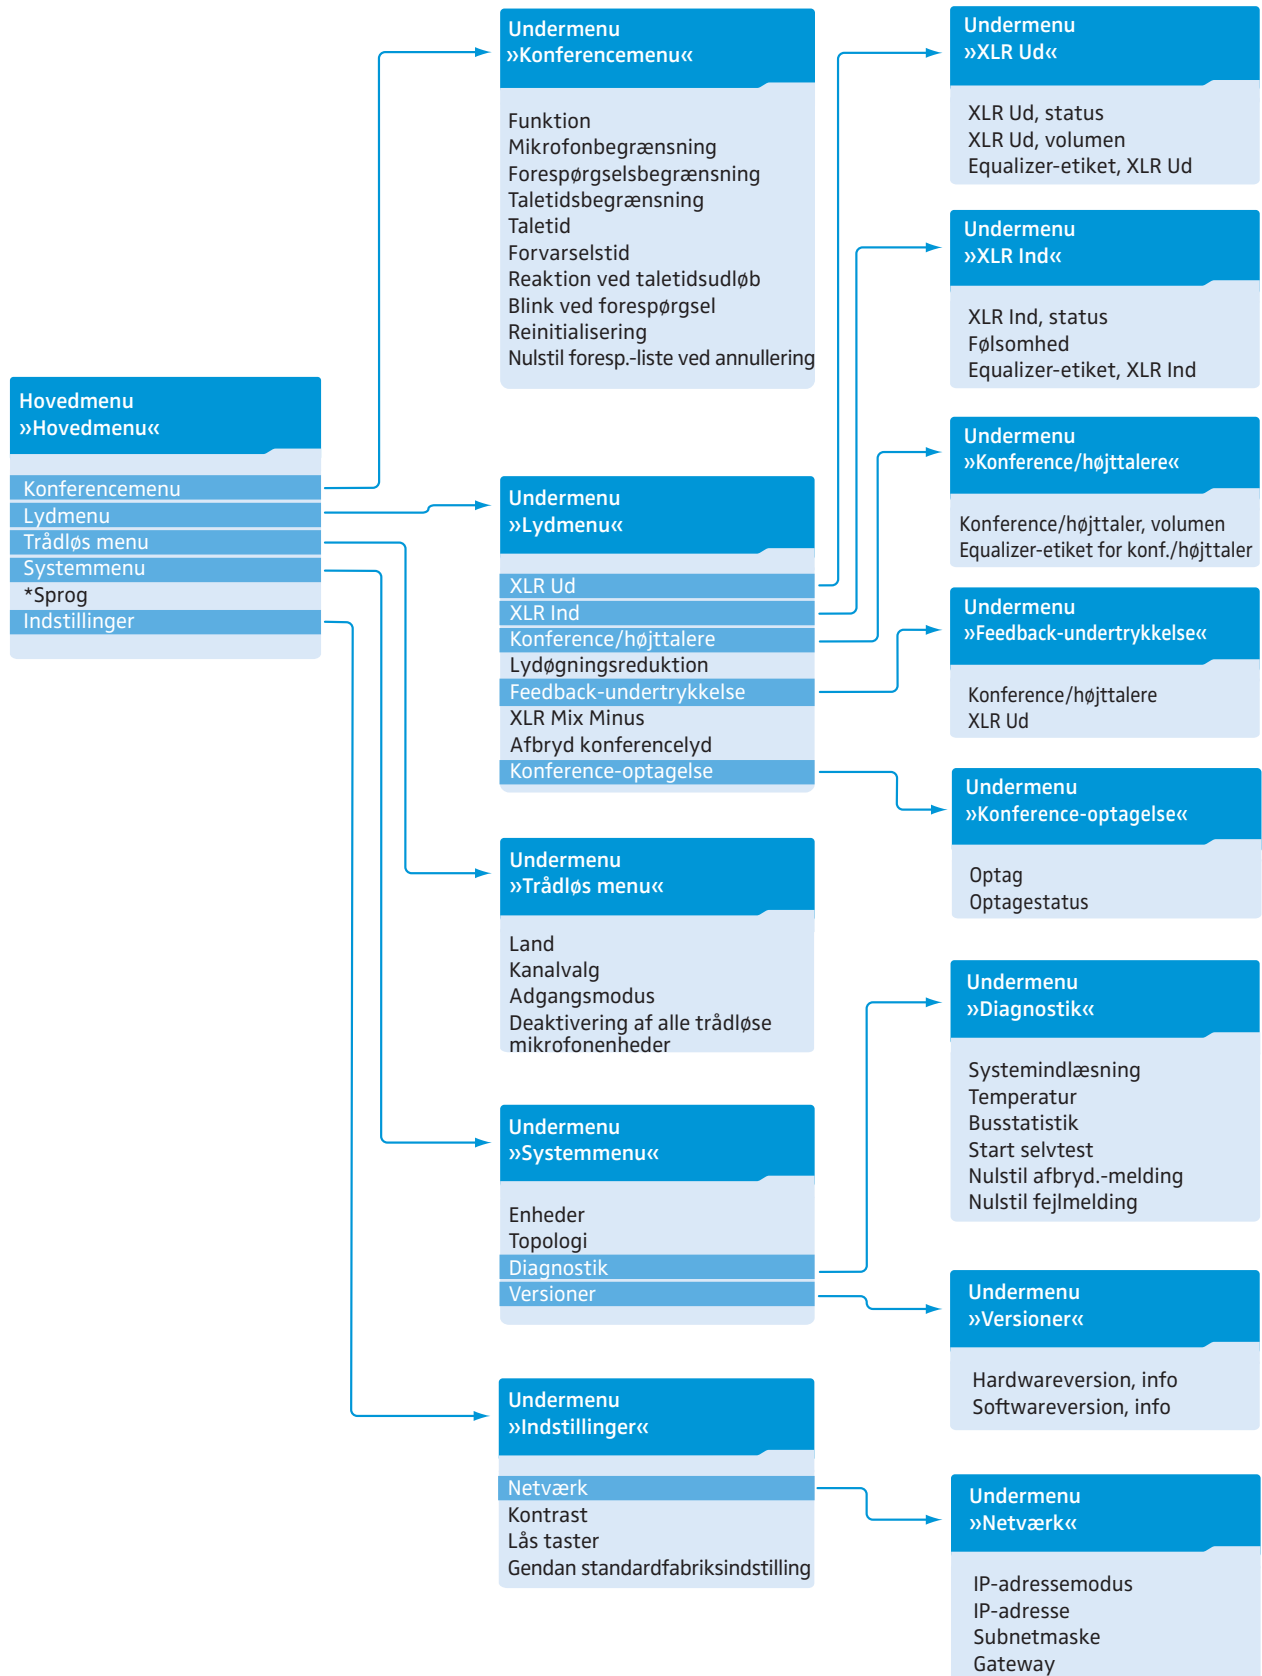 Hovedmenu
»Hovedmenu«
Konferencemenu
Lydmenu
Trådløs menu
Systemmenu
*Sprog
Indstillinger
Undermenu
»Konferencemenu«
Funktion
Mikrofonbegrænsning
Forespørgselsbegrænsning
Taletidsbegrænsning
Taletid
Forvarselstid
Reaktion ved taletidsudløb
Blink ved forespørgsel
Reinitialisering
Nulstil foresp.-liste ved annullering
Undermenu
»Lydmenu«
XLR Ud
XLR Ind
Konference/højttalere
Lydøgningsreduktion
Feedback-undertrykkelse
XLR Mix Minus
Afbryd konferencelyd
Konference-optagelse
Undermenu
»Trådløs menu«
Land
Kanalvalg
Adgangsmodus
Deaktivering af alle trådløse
mikrofonenheder
Undermenu
»Systemmenu«
Enheder
Topologi
Diagnostik
Versioner
Undermenu
»Indstillinger«
Netværk
Kontrast
Lås taster
Gendan standardfabriksindstilling
Undermenu
»XLR Ud«
XLR Ud, status
XLR Ud, volumen
Equalizer-etiket, XLR Ud
Undermenu
»XLR Ind«
XLR Ind, status
Følsomhed
Equalizer-etiket, XLR Ind
Undermenu
»Konference/højttalere«
Konference/højttaler, volumen
Equalizer-etiket for konf./højttaler
Undermenu
»Feedback-undertrykkelse«
Konference/højttalere
XLR Ud
Undermenu
»Konference-optagelse«
Optag
Optagestatus
Undermenu
»Diagnostik«
Systemindlæsning
Temperatur
Busstatistik
Start selvtest
Nulstil afbryd.-melding
Nulstil fejlmelding
Undermenu
»Versioner«
Hardwareversion, info
Softwareversion, info
Undermenu
»Netværk«
IP-adressemodus
IP-adresse
Subnetmaske
Gateway